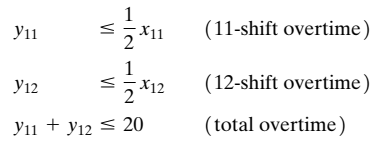 y₁₁ ≤ 1/2 x₁₁ (11-shift overtime)
y₁₂ ≤ 1/2 x₁₂ (12-shift overtime)
y₁₁ + y₁₂ ≤ 20 (total overtime)